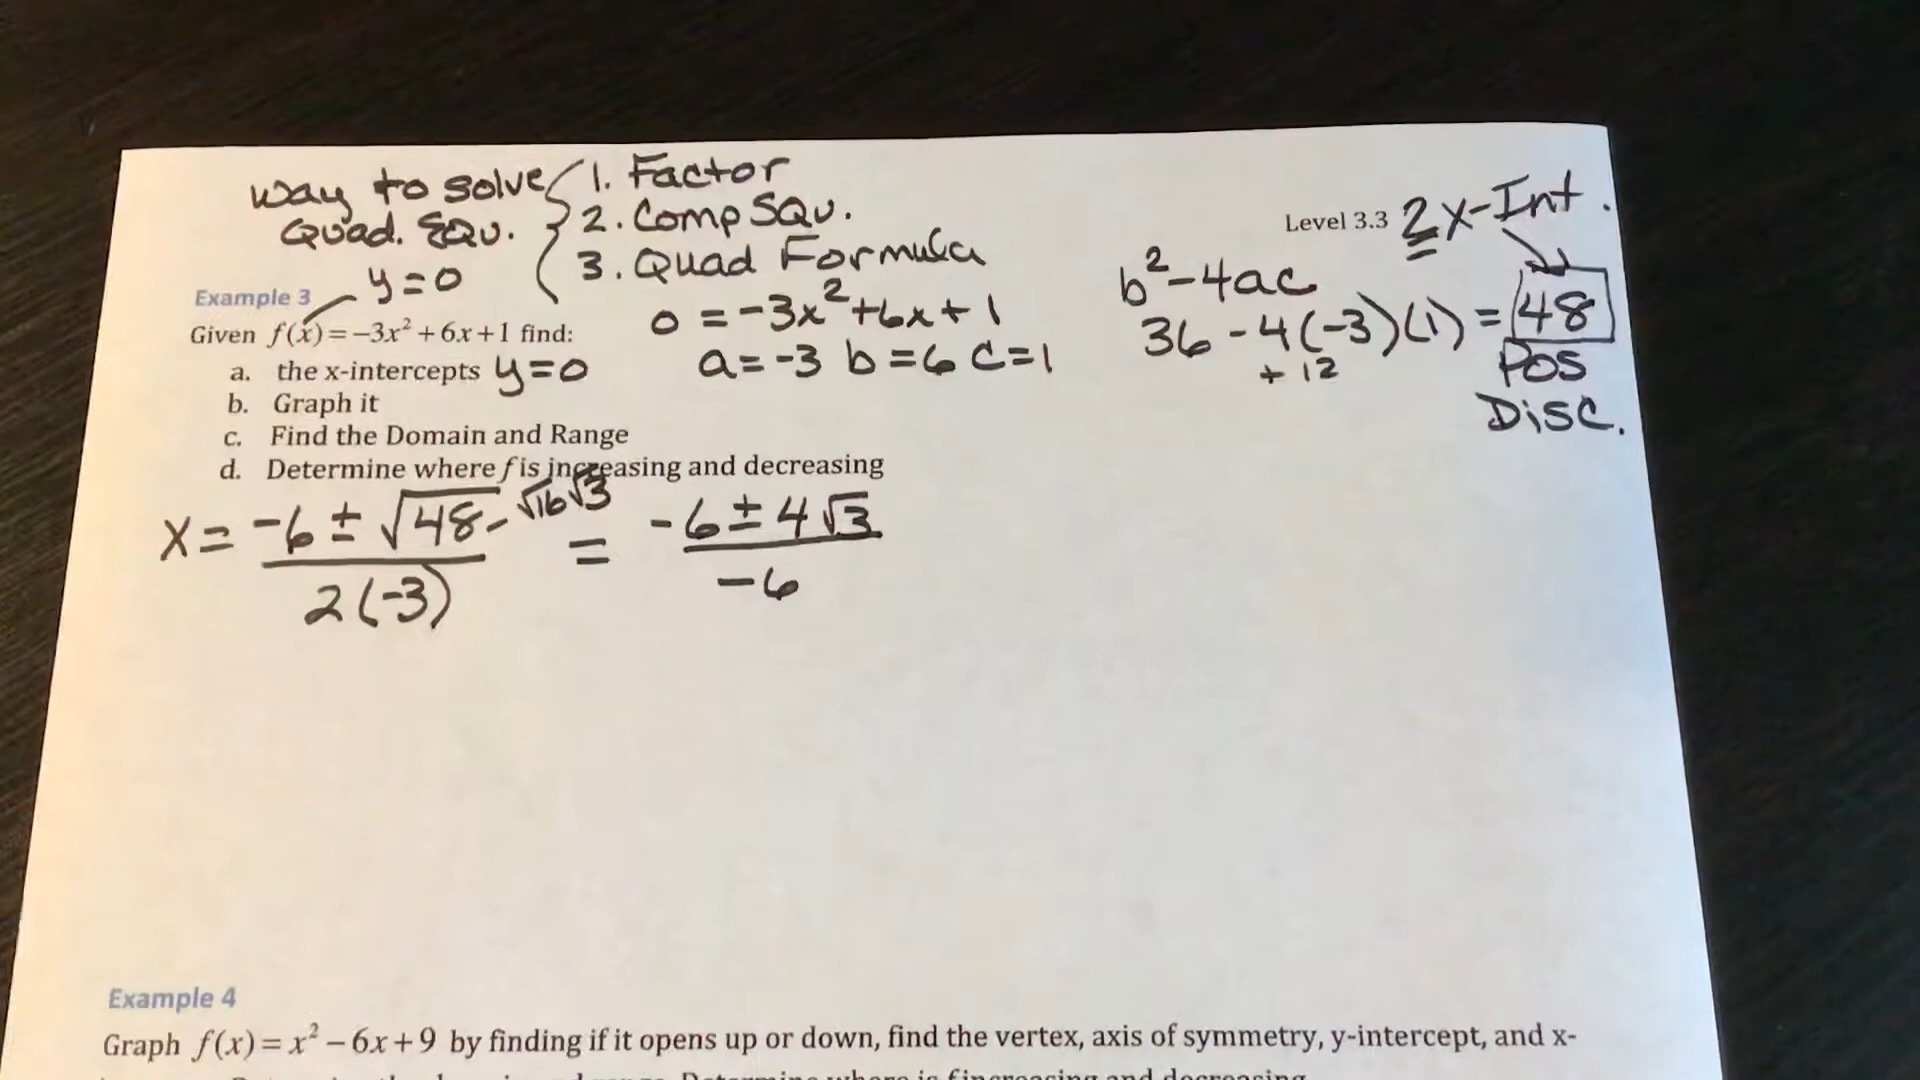 way to solve 1. Factor
Quad. Equ. 2. Comp Squ.
3. Quad Formula
Level 3.3 2 x-Int.
Example 3 y=0
0 = -3x²+6x+1
b²-4ac
Given f(x)=−3x²+6x+1 find:
a=-3 b=6 c=1
36 -4(-3)(1) = 48
+12
Pos
Disc.
a. the x-intercepts y=0
b. Graph it
c. Find the Domain and Range
d. Determine where f is increasing and decreasing
x = -6 ± √48 √16 √3 = -6 ± 4√3
2(-3) -6
Example 4
Graph f(x)=x²−6x+9 by finding if it opens up or down, find the vertex, axis of symmetry, y-intercept, and x-